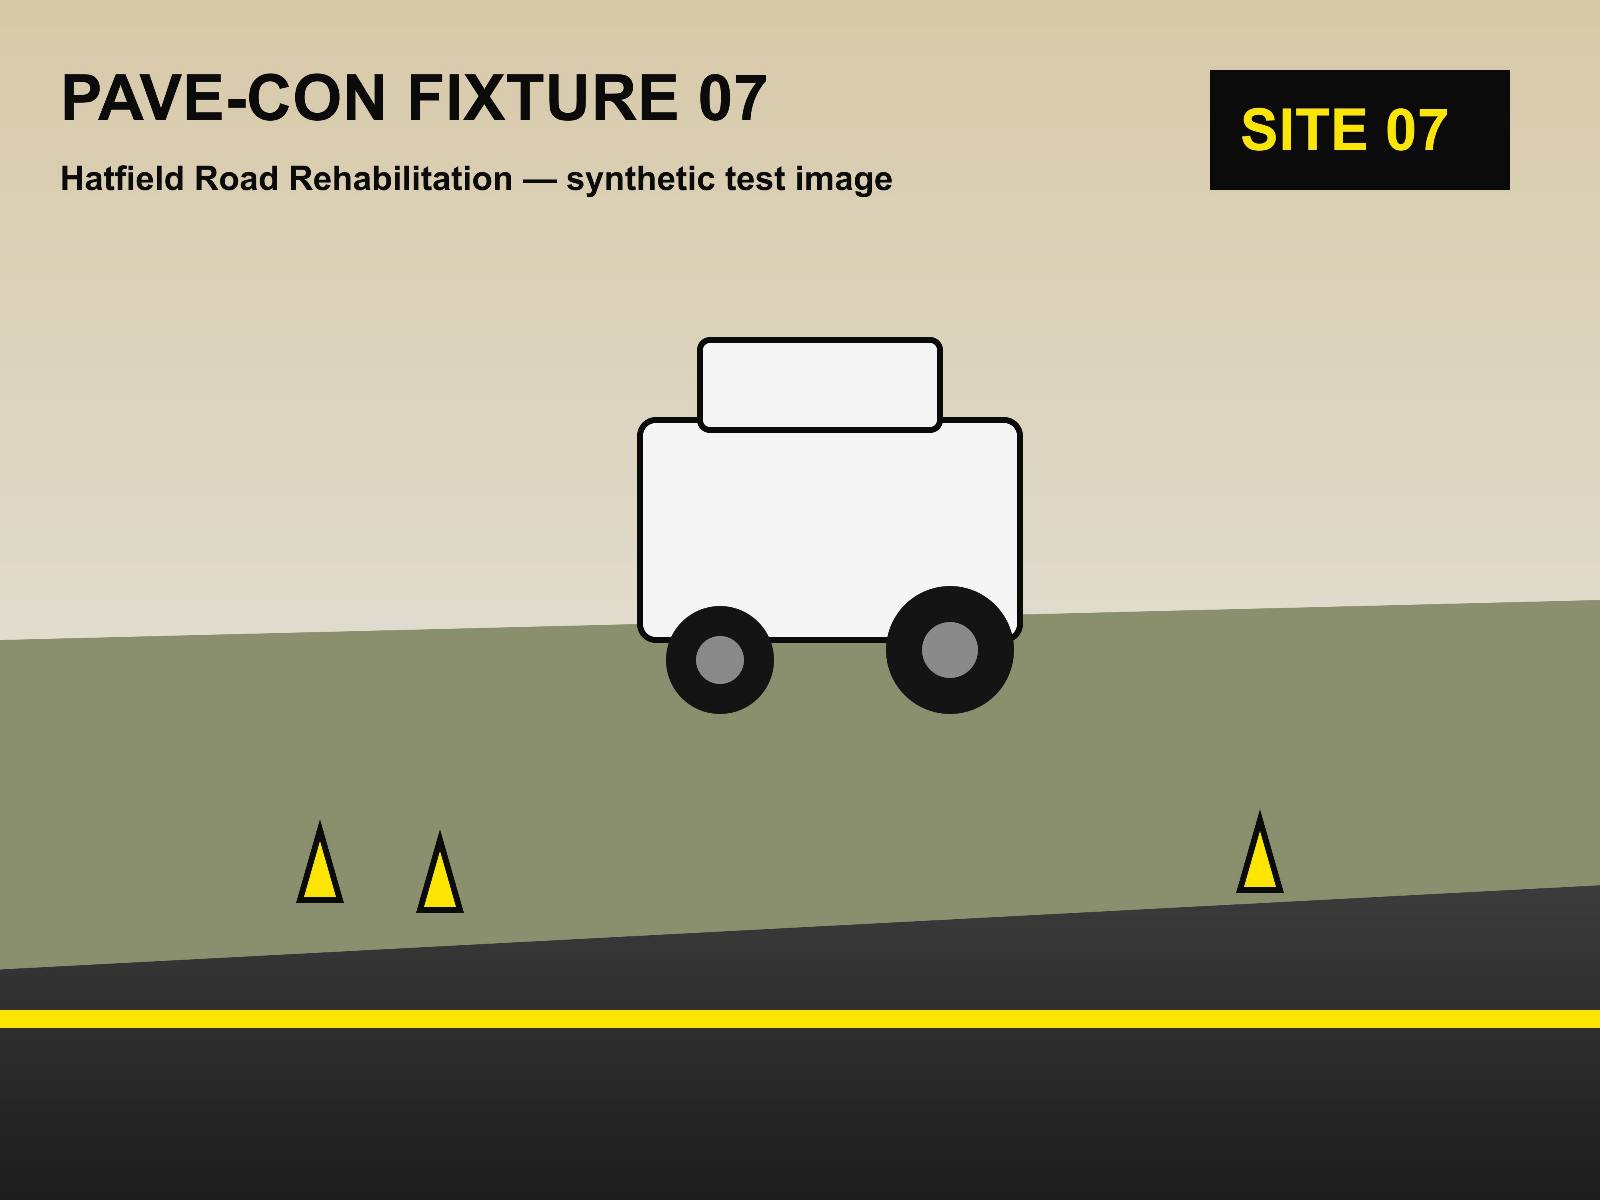 PAVE-CON FIXTURE 07
SITE 07
Hatfield Road Rehabilitation — synthetic test image